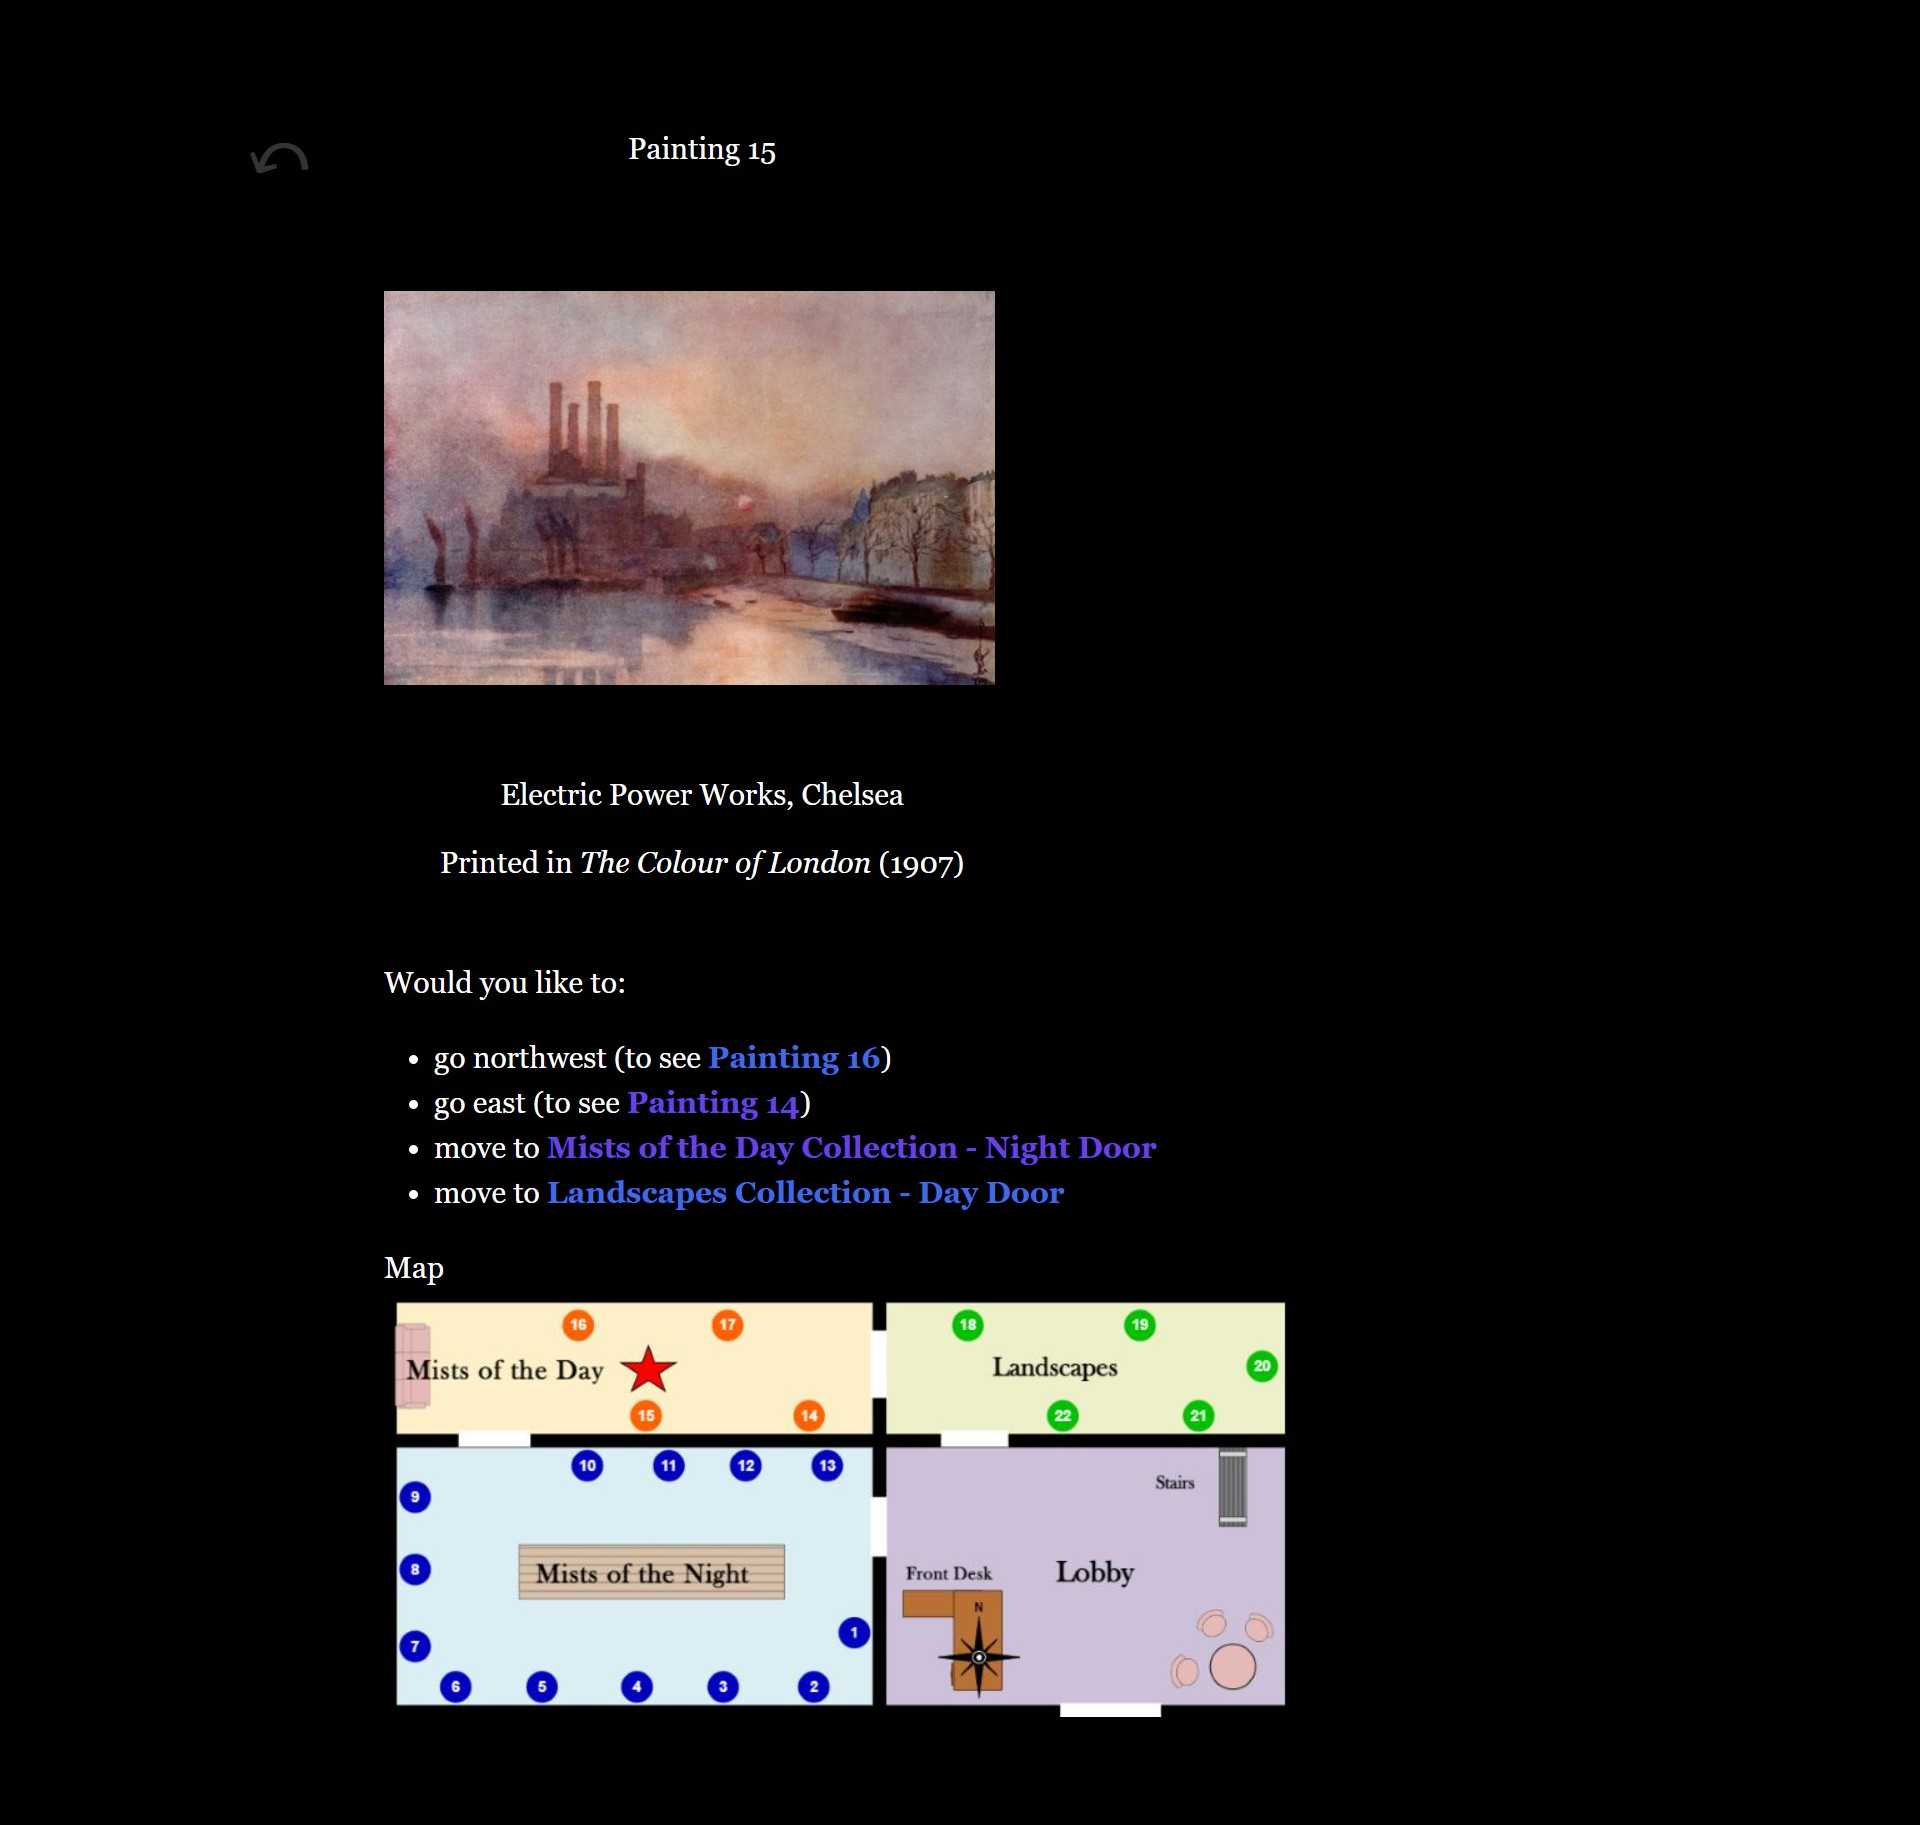 Painting 15
Electric Power Works, Chelsea
Printed in The Colour of London (1907)
Would you like to:
• go northwest (to see Painting 16)
• go east (to see Painting 14)
• move to Mists of the Day Collection - Night Door
• move to Landscapes Collection - Day Door
Map
16 17 18 19
Mists of the Day Landscapes 20
15 14 22 21
10 11 12 13
9 Stairs
8 Mists of the Night Front Desk Lobby
N
1
7
6 5 4 3 2